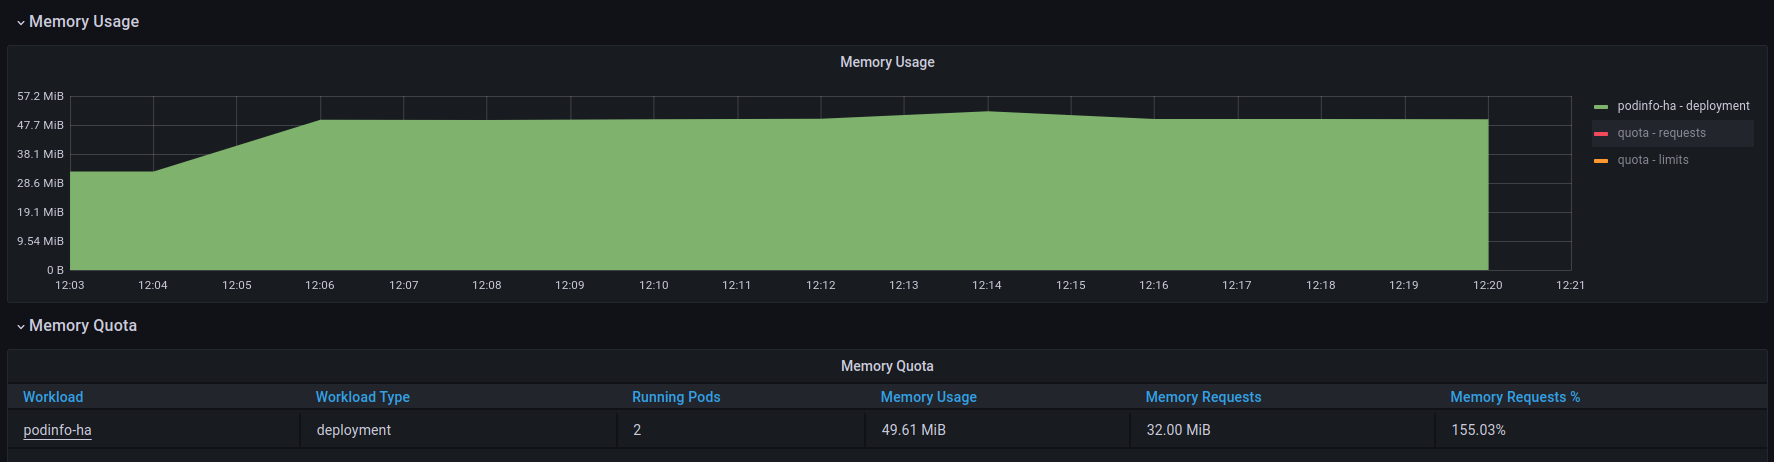 Memory Usage
Memory Usage
57.2 MiB
47.7 MiB
38.1 MiB
28.6 MiB
19.1 MiB
9.54 MiB
0 B
12:03 12:04 12:05 12:06 12:07 12:08 12:09 12:10 12:11 12:12 12:13 12:14 12:15 12:16 12:17 12:18 12:19 12:20 12:21
podinfo-ha - deployment
quota - requests
quota - limits
Memory Quota
Memory Quota
Workload Workload Type Running Pods Memory Usage Memory Requests Memory Requests %
podinfo-ha deployment 2 49.61 MiB 32.00 MiB 155.03%